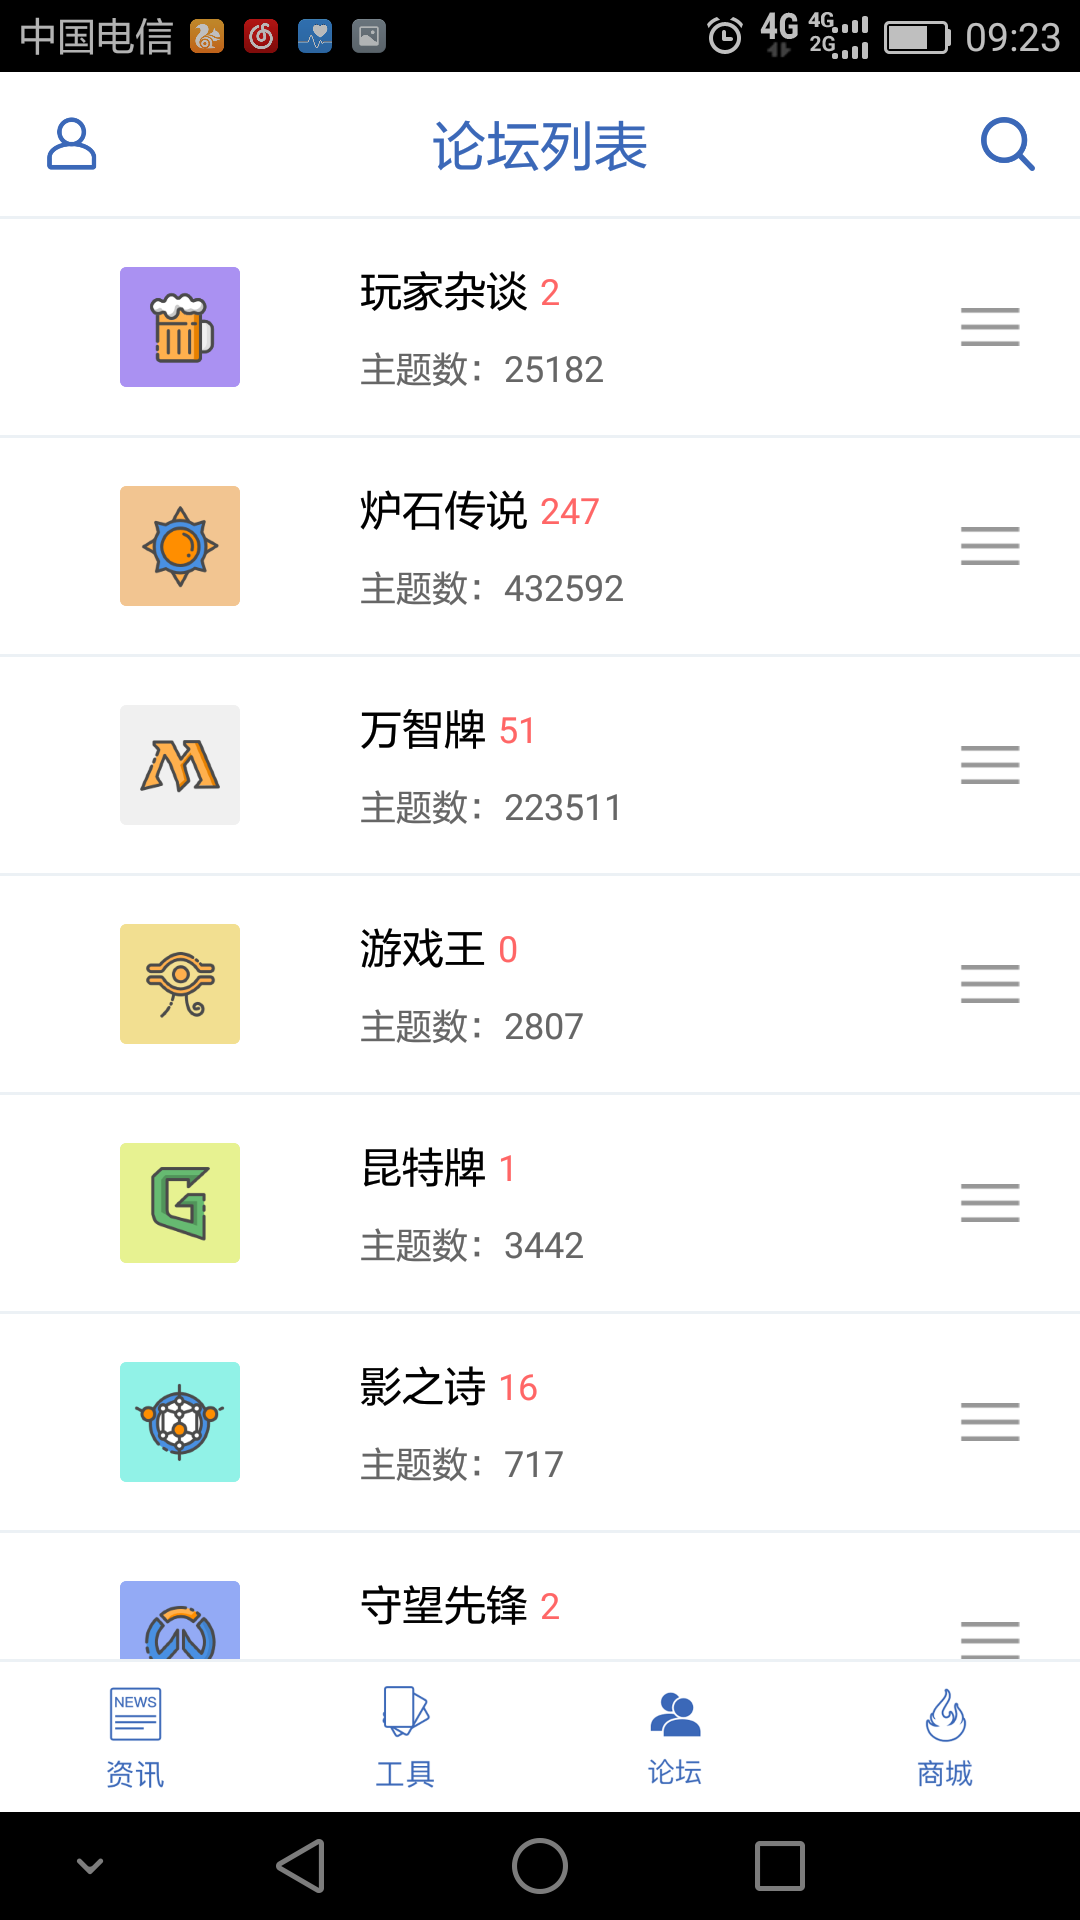 中国电信 4G 4G 2G 09:23
论坛列表
玩家杂谈 2
主题数：25182
炉石传说 247
主题数：432592
万智牌 51
主题数：223511
游戏王 0
主题数：2807
昆特牌 1
主题数：3442
影之诗 16
主题数：717
守望先锋 2
NEWS
资讯 工具 论坛 商城